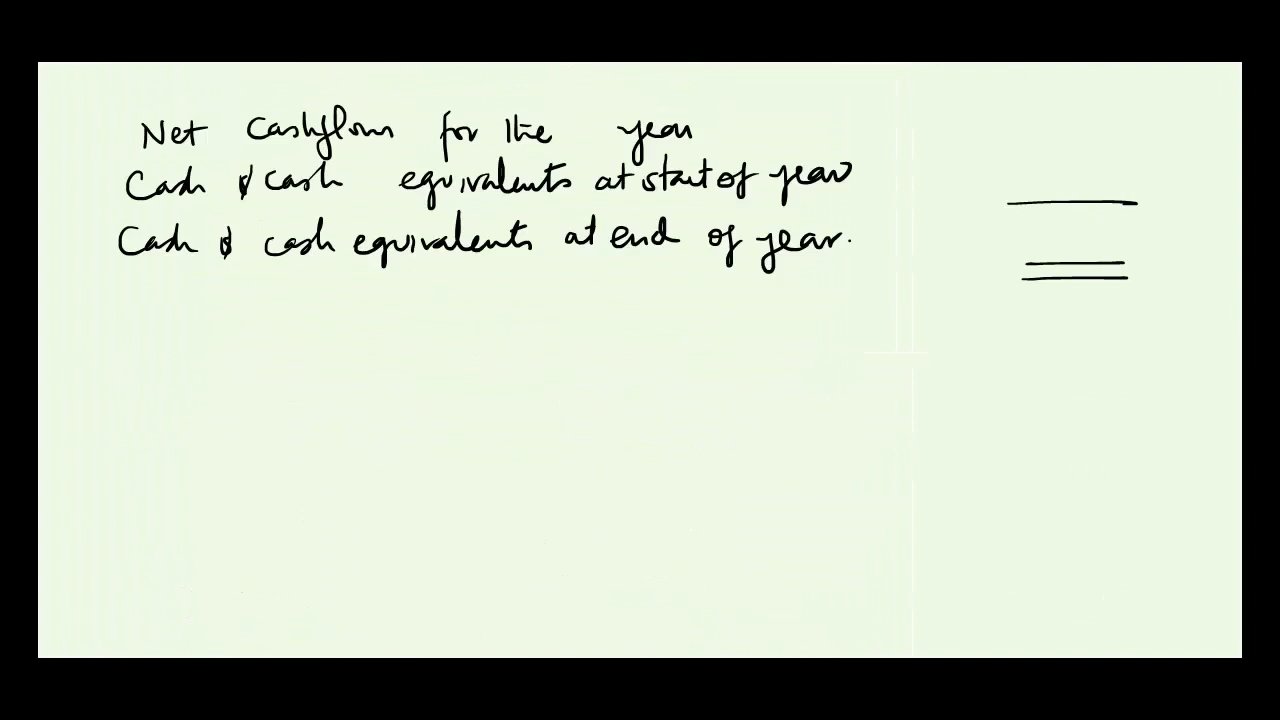 Net Cashflow for the year
Cash & cash equivalents at start of year
Cash & cash equivalents at end of year.